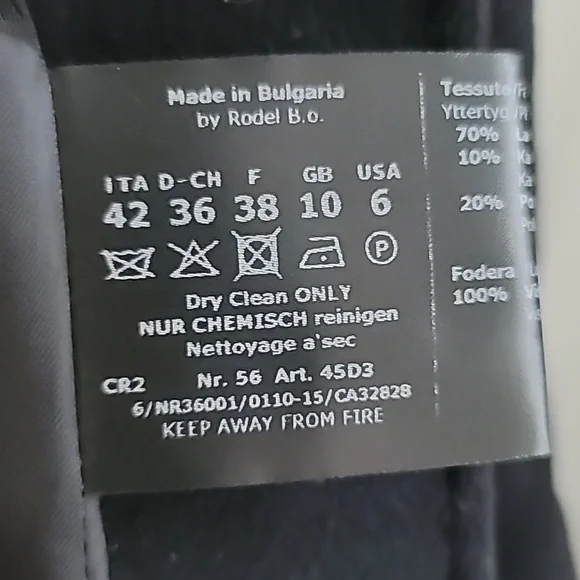 Made in Bulgaria
by Rodel B.o.
ITA D-CH F GB USA
42 36 38 10 6
P
Dry Clean ONLY
NUR CHEMISCH reinigen
Nettoyage a'sec
CR2 Nr. 56 Art. 45D3
6/NR36001/0110-15/CA32828
KEEP AWAY FROM FIRE
Tessuto
70%
10%
20%
Fodera
100%